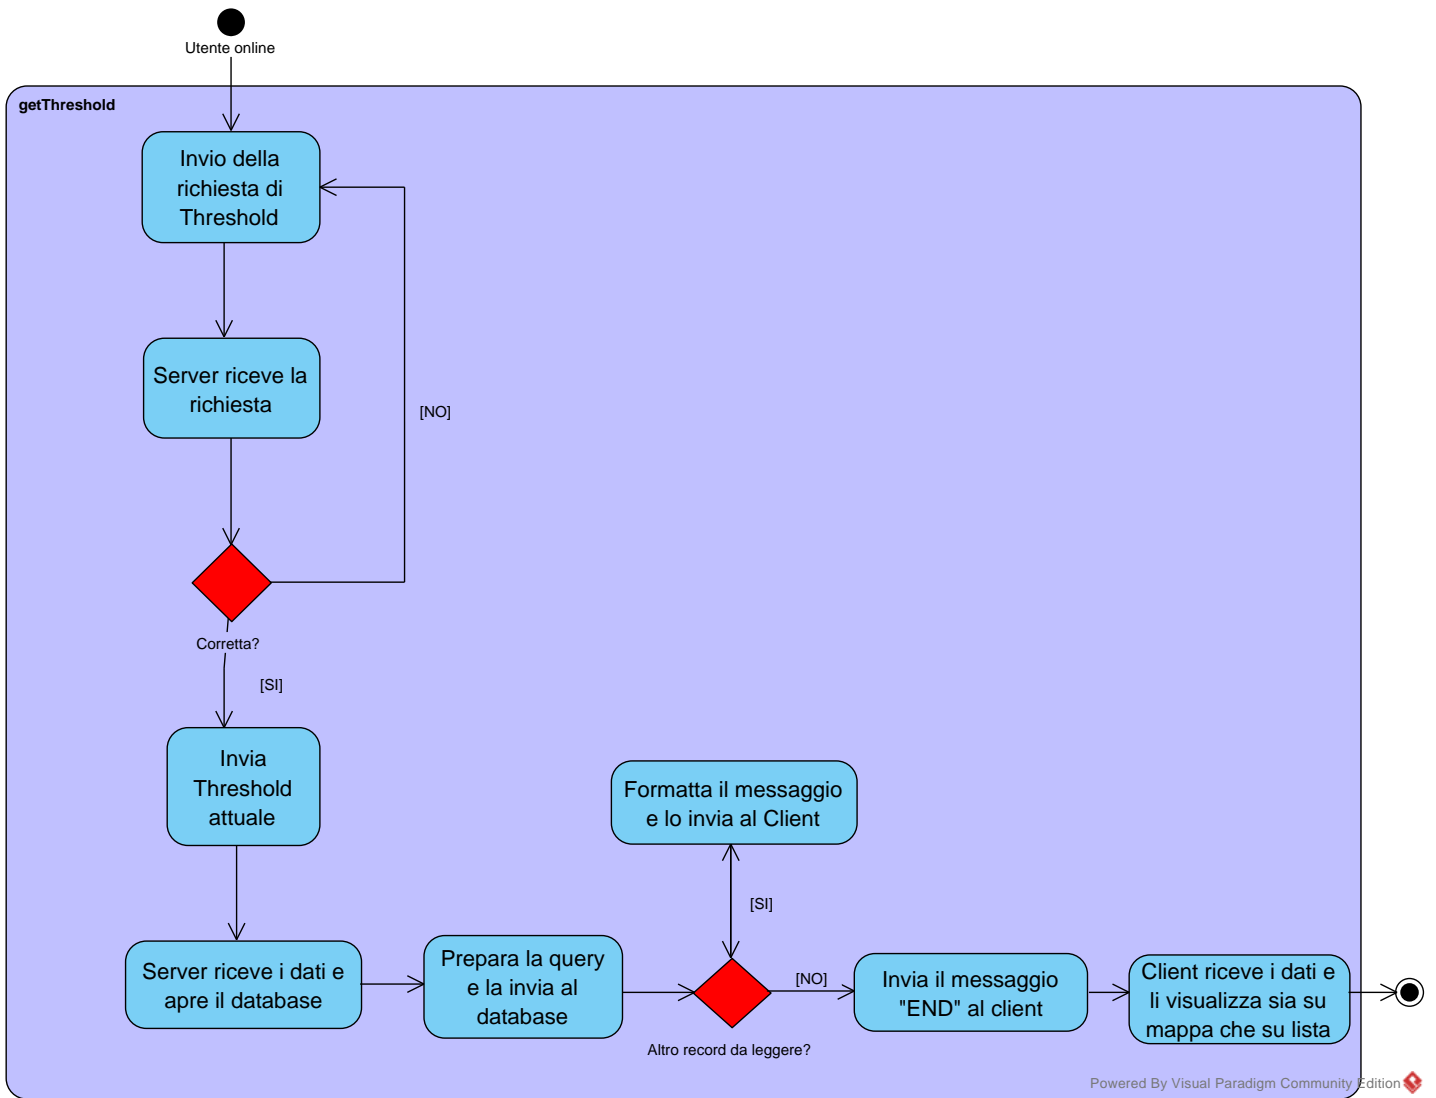 Utente online
getThreshold
Invio della
richiesta di
Threshold
Server riceve la
richiesta
[NO]
Corretta?
[SI]
Invia
Threshold
attuale
Formatta il messaggio
e lo invia al Client
[SI]
Server riceve i dati e
apre il database
Prepara la query
e la invia al
database
Altro record da leggere?
[NO]
Invia il messaggio
"END" al client
Client riceve i dati e
li visualizza sia su
mappa che su lista
Powered By Visual Paradigm Community Edition